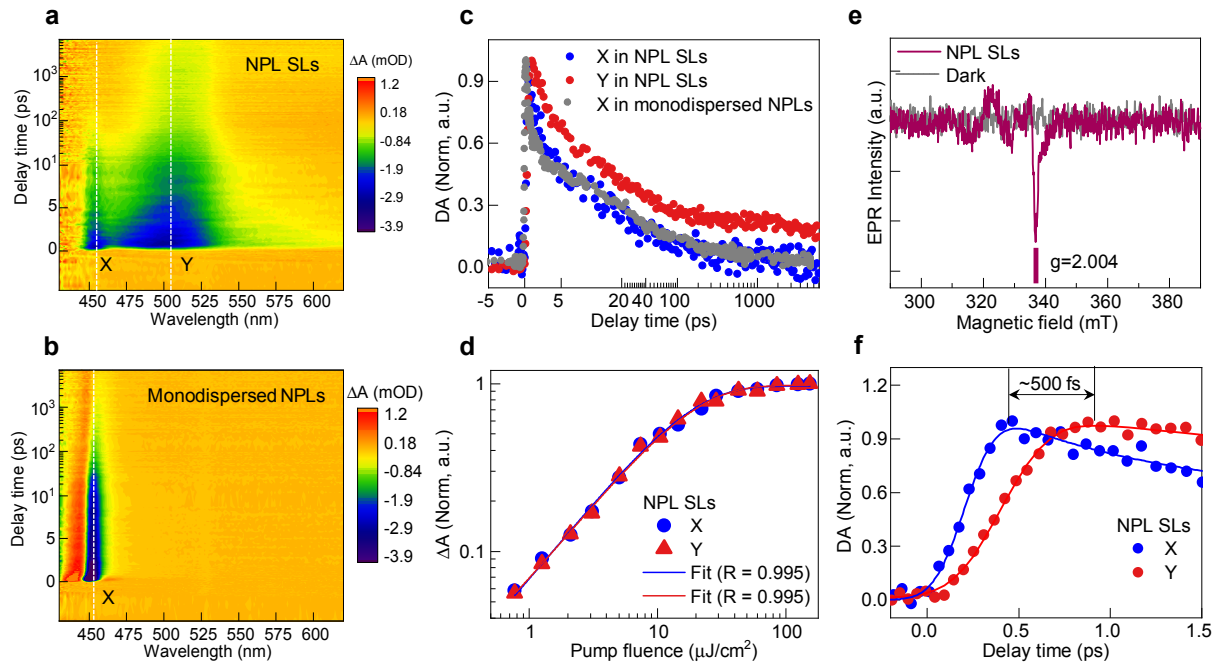 a
NPL SLs
ΔA (mOD)
1.2
0.18
-0.84
-1.9
-2.9
-3.9
10³
10²
10¹
0
Delay time (ps)
X
Y
450 475 500 525 550 575 600
Wavelength (nm)
b
Monodispersed NPLs
ΔA (mOD)
1.2
0.18
-0.84
-1.9
-2.9
-3.9
10³
10²
10¹
0
Delay time (ps)
X
450 475 500 525 550 575 600
Wavelength (nm)
c
X in NPL SLs
Y in NPL SLs
X in monodispersed NPLs
0.9
0.6
0.3
0.0
DA (Norm, a.u.)
-5 0 5 20 40 100 1000
Delay time (ps)
d
1
0.1
ΔA (Norm, a.u.)
NPL SLs
X
Y
Fit (R = 0.995)
Fit (R = 0.995)
1 10 100
Pump fluence (μJ/cm²)
e
NPL SLs
Dark
EPR Intensity (a.u.)
g=2.004
300 320 340 360 380
Magnetic field (mT)
f
~500 fs
1.2
0.9
0.6
0.3
0.0
DA (Norm, a.u.)
NPL SLs
X
Y
0.0 0.5 1.0 1.5
Delay time (ps)